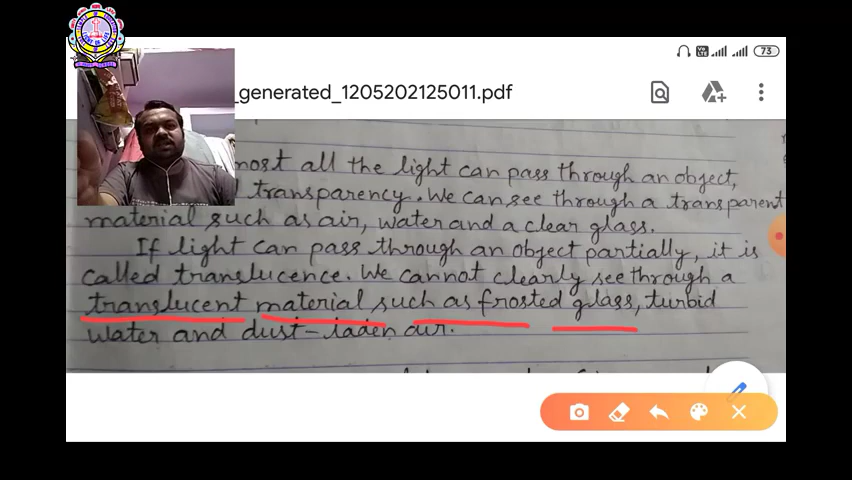 73
_generated_1205202125011.pdf
most all the light can pass through an object,
transparency. We can see through a transparent
material such as air, water and a clear glass.
If light can pass through an object partially, it is
called translucence. We cannot clearly see through a
translucent material such as frosted glass, turbid
water and dust-laden air.